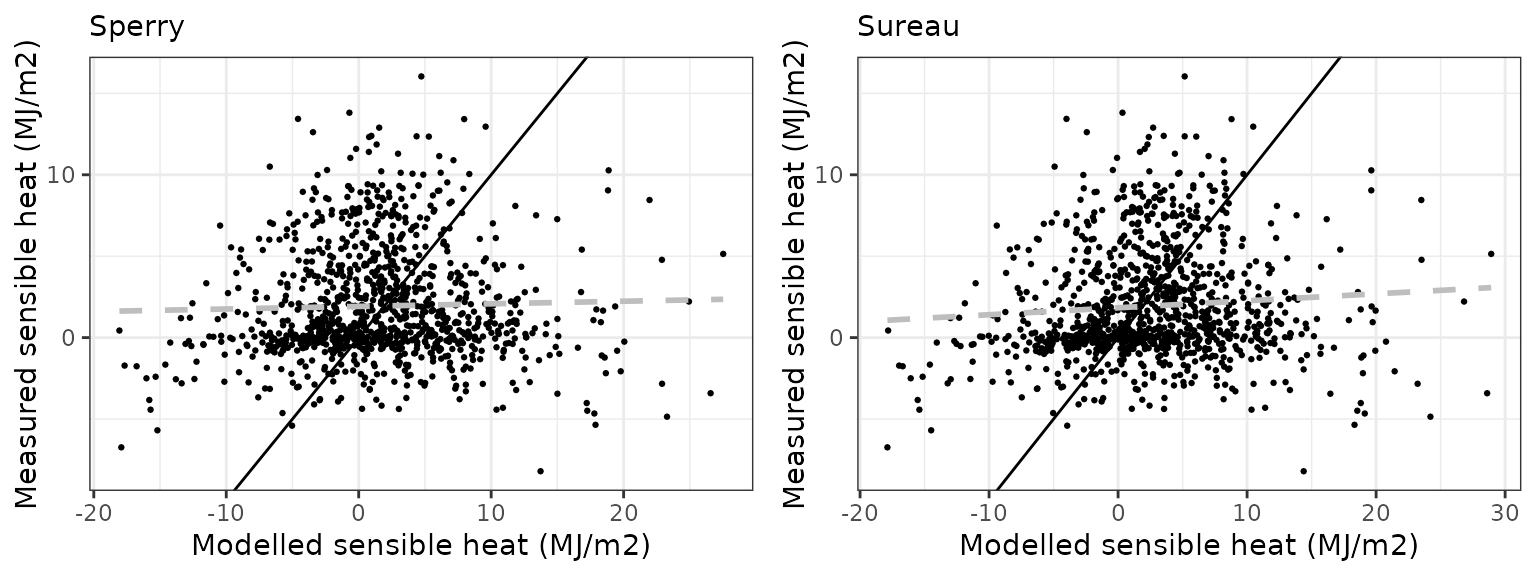 Sperry
Measured sensible heat (MJ/m2)
10
0
-20 -10 0 10 20
Modelled sensible heat (MJ/m2)
Sureau
Measured sensible heat (MJ/m2)
10
0
-20 -10 0 10 20 30
Modelled sensible heat (MJ/m2)